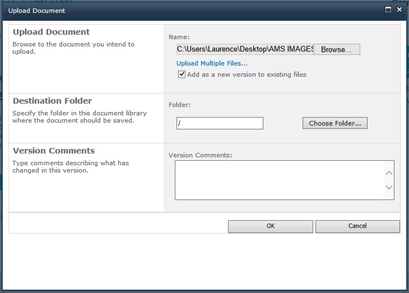 Upload Document
Upload Document
Browse to the document you intend to
upload.
Name:
C:\Users\Laurence\Desktop\AMS IMAGES
Browse...
Upload Multiple Files...
Add as a new version to existing files
Destination Folder
Specify the folder in this document library
where the document should be saved.
Folder:
/
Choose Folder...
Version Comments
Type comments describing what has
changed in this version.
Version Comments:
OK
Cancel